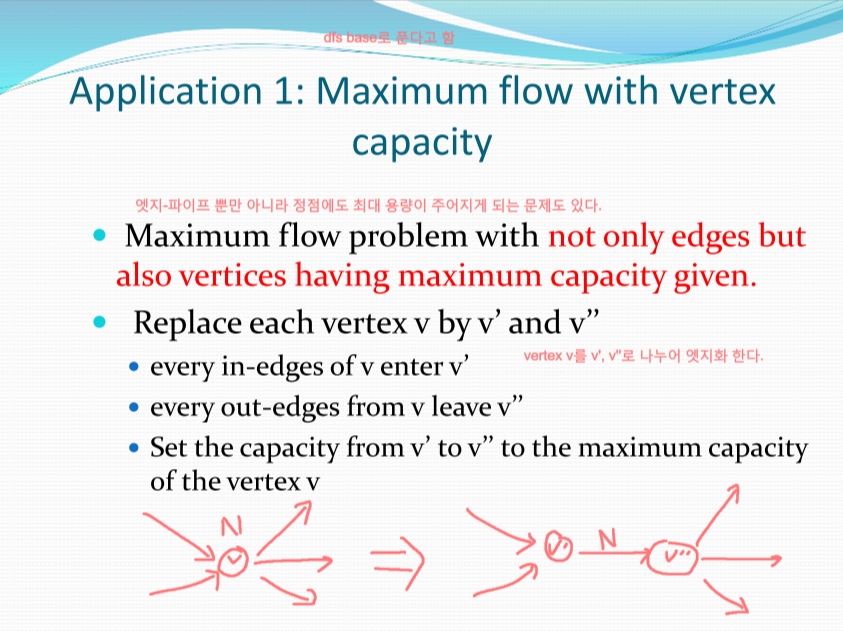 dfs base로 푼다고 함
Application 1: Maximum flow with vertex
capacity
엣지-파이프 뿐만 아니라 정점에도 최대 용량이 주어지게 되는 문제도 있다.
Maximum flow problem with not only edges but
also vertices having maximum capacity given.
Replace each vertex v by v’ and v’’
every in-edges of v enter v’
vertex v를 v', v"로 나누어 엣지화 한다.
every out-edges from v leave v’’
Set the capacity from v’ to v’’ to the maximum capacity
of the vertex v
N
v
v'
N
v''